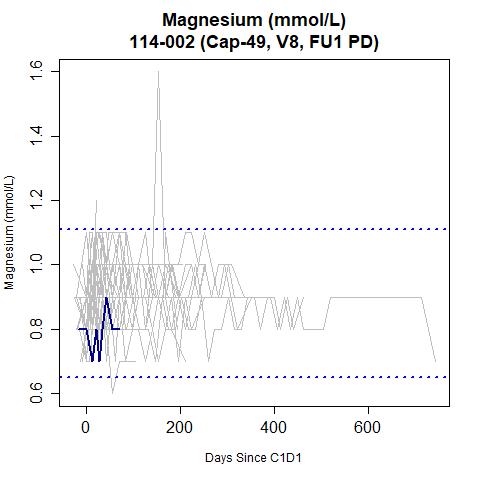 Magnesium (mmol/L)
114-002 (Cap-49, V8, FU1 PD)
Magnesium (mmol/L)
1.6
1.4
1.2
1.0
0.8
0.6
0 200 400 600
Days Since C1D1